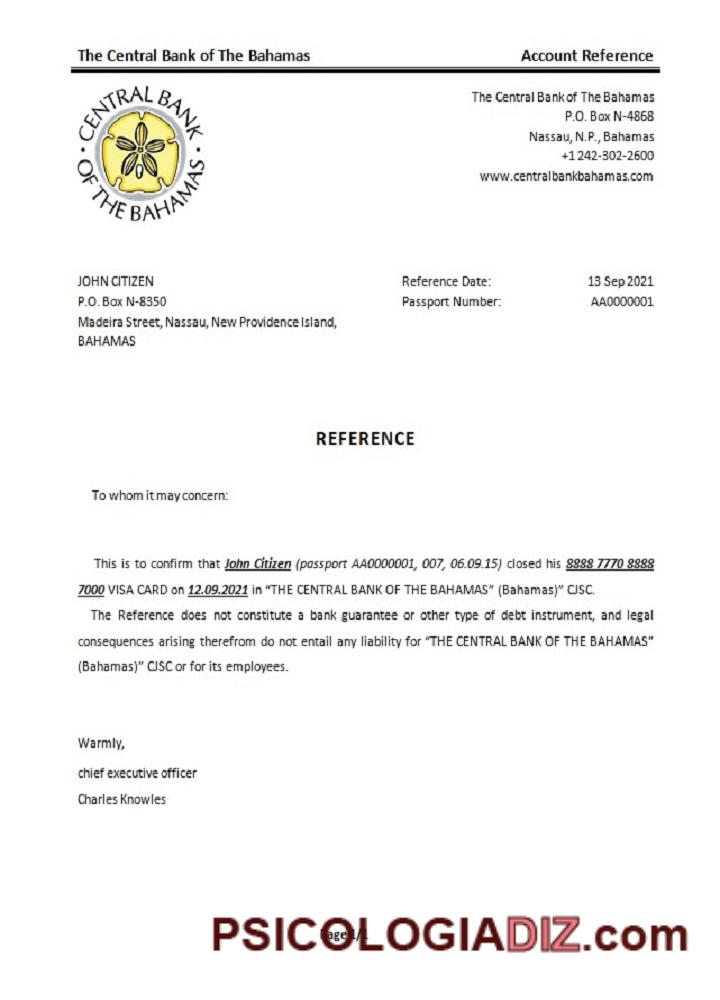 The Central Bank of The Bahamas Account Reference
CENTRAL BANK OF THE BAHAMAS
The Central Bank of The Bahamas
P.O. Box N-4868
Nassau, N.P., Bahamas
+1 242-302-2600
www.centralbankbahamas.com
JOHN CITIZEN
P.O. Box N-8350
Madeira Street, Nassau, New Providence Island,
BAHAMAS
Reference Date: 13 Sep 2021
Passport Number: AA0000001
REFERENCE
To whom it may concern:
This is to confirm that John Citizen (passport AA0000001, 007, 06.09.15) closed his 8888 7770 8888
7000 VISA CARD on 12.09.2021 in “THE CENTRAL BANK OF THE BAHAMAS” (Bahamas)” CJSC.
The Reference does not constitute a bank guarantee or other type of debt instrument, and legal
consequences arising therefrom do not entail any liability for “THE CENTRAL BANK OF THE BAHAMAS”
(Bahamas)” CJSC or for its employees.
Warmly,
chief executive officer
Charles Knowles
Page 1/1
PSICOLOGIADIZ.com